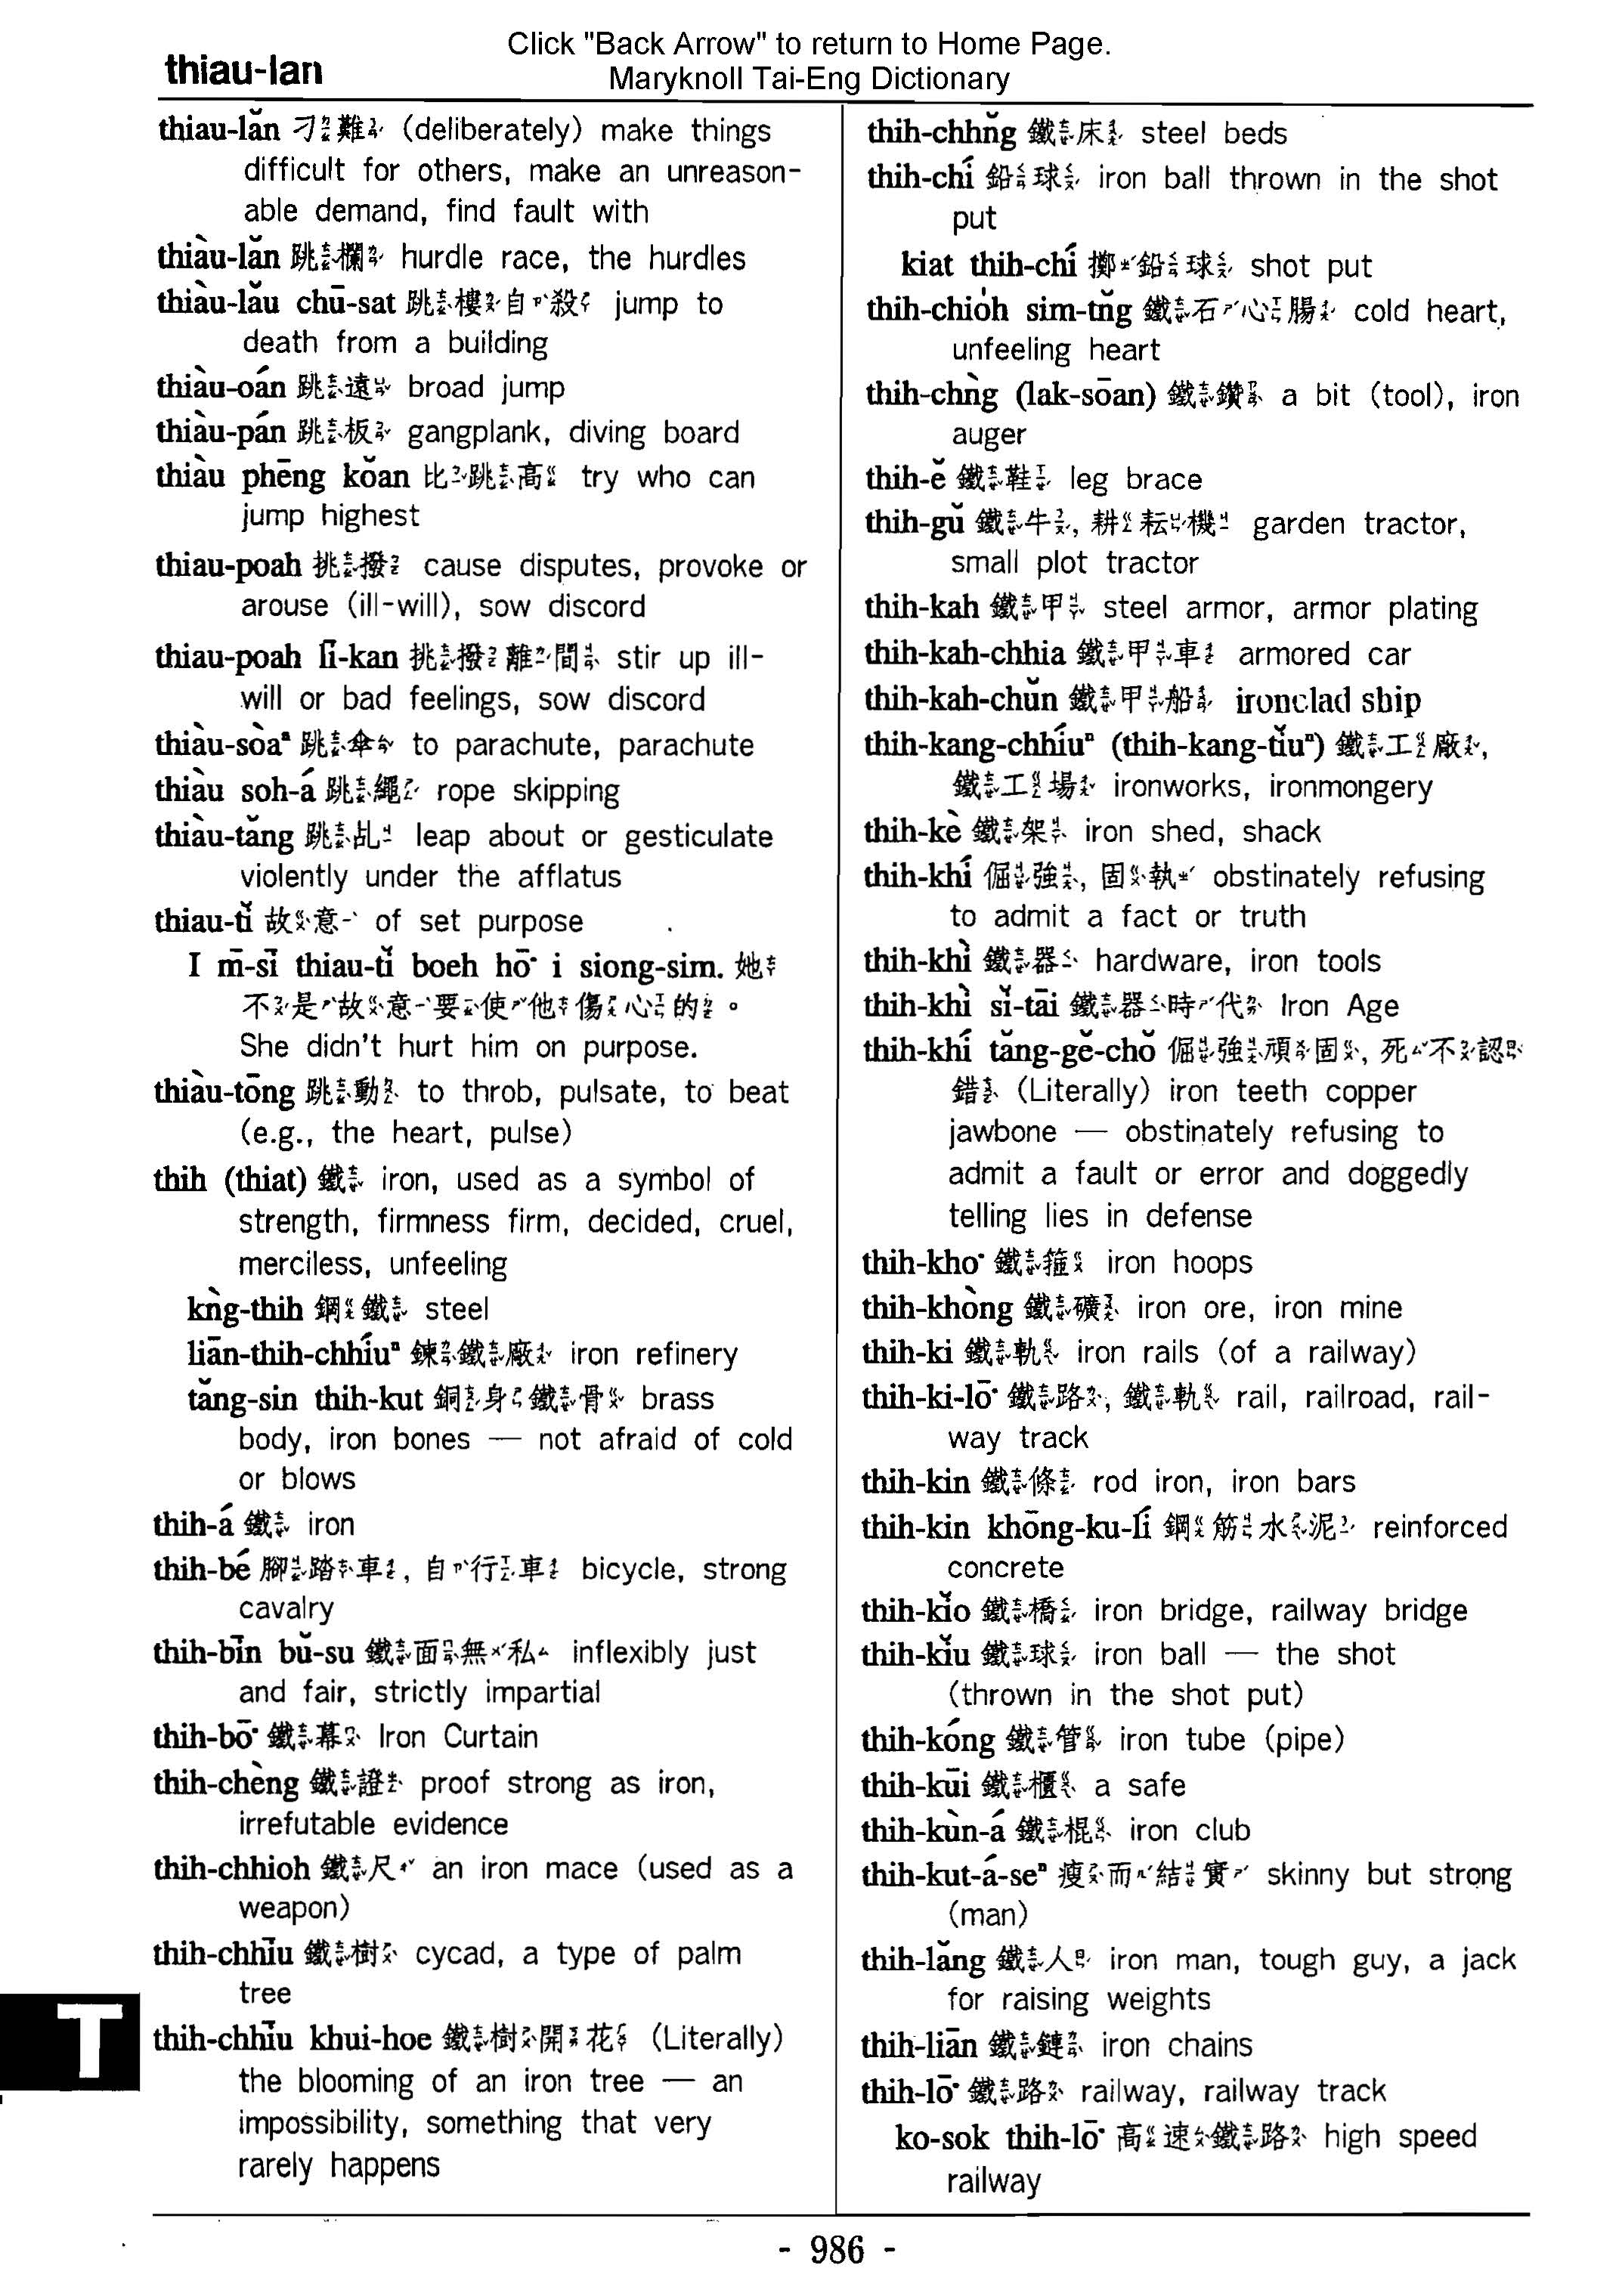 Click "Back Arrow" to return to Home Page.
thiau-lan
Maryknoll Tai-Eng Dictionary
thiau-lăn 刁難 (deliberately) make things
difficult for others, make an unreason-
able demand, find fault with
thiàu-lăn 跳欄 hurdle race, the hurdles
thiàu-lău chū-sat 跳樓自殺 jump to
death from a building
thiàu-oán 跳遠 broad jump
thiàu-pán 跳板 gangplank, diving board
thiàu phēng kŏan 比跳高 try who can
jump highest
thiau-poah 挑撥 cause disputes, provoke or
arouse (ill-will), sow discord
thiau-poah lī-kan 挑撥離間 stir up ill-
will or bad feelings, sow discord
thiàu-sòaⁿ 跳傘 to parachute, parachute
thiàu soh-á 跳繩 rope skipping
thiàu-tăng 跳乩 leap about or gesticulate
violently under the afflatus
thiau-tĭ 故意 of set purpose
I m̄-sī thiau-tĭ boeh hō· i siong-sim. 她
不是故意要使他傷心的。
She didn't hurt him on purpose.
thiàu-tōng 跳動 to throb, pulsate, to beat
(e.g., the heart, pulse)
thih (thiat) 鐵 iron, used as a symbol of
strength, firmness firm, decided, cruel,
merciless, unfeeling
kǹg-thih 鋼鐵 steel
liān-thih-chhíuⁿ 鍊鐵廠 iron refinery
tăng-sin thih-kut 銅身鐵骨 brass
body, iron bones — not afraid of cold
or blows
thih-á 鐵 iron
thih-bé 腳踏車, 自行車 bicycle, strong
cavalry
thih-bīn bŭ-su 鐵面無私 inflexibly just
and fair, strictly impartial
thih-bō· 鐵幕 Iron Curtain
thih-chèng 鐵證 proof strong as iron,
irrefutable evidence
thih-chhioh 鐵尺 an iron mace (used as a
weapon)
thih-chhīu 鐵樹 cycad, a type of palm
tree
thih-chhīu khui-hoe 鐵樹開花 (Literally)
the blooming of an iron tree — an
impossibility, something that very
rarely happens
thih-chhn̆g 鐵床 steel beds
thih-chí 鉛球 iron ball thrown in the shot
put
kiat thih-chí 擲鉛球 shot put
thih-chio̍h sim-tn̆g 鐵石心腸 cold heart,
unfeeling heart
thih-chǹg (lak-sōan) 鐵鑽 a bit (tool), iron
auger
thih-ĕ 鐵鞋 leg brace
thih-gŭ 鐵牛, 耕耘機 garden tractor,
small plot tractor
thih-kah 鐵甲 steel armor, armor plating
thih-kah-chhia 鐵甲車 armored car
thih-kah-chŭn 鐵甲船 ironclad ship
thih-kang-chhíuⁿ (thih-kang-tĭuⁿ) 鐵工廠,
鐵工場 ironworks, ironmongery
thih-kè 鐵架 iron shed, shack
thih-khí 倔強, 固執 obstinately refusing
to admit a fact or truth
thih-khì 鐵器 hardware, iron tools
thih-khì sĭ-tāi 鐵器時代 Iron Age
thih-khí tăng-gĕ-chŏ 倔強頑固, 死不認
錯 (Literally) iron teeth copper
jawbone — obstinately refusing to
admit a fault or error and doggedly
telling lies in defense
thih-kho· 鐵箍 iron hoops
thih-khòng 鐵礦 iron ore, iron mine
thih-ki 鐵軌 iron rails (of a railway)
thih-ki-lō· 鐵路, 鐵軌 rail, railroad, rail-
way track
thih-kin 鐵條 rod iron, iron bars
thih-kin khōng-ku-lí 鋼筋水泥 reinforced
concrete
thih-kĭo 鐵橋 iron bridge, railway bridge
thih-kĭu 鐵球 iron ball — the shot
(thrown in the shot put)
thih-kóng 鐵管 iron tube (pipe)
thih-kūi 鐵櫃 a safe
thih-kùn-á 鐵棍 iron club
thih-kut-á-seⁿ 瘦而結實 skinny but strong
(man)
thih-lăng 鐵人 iron man, tough guy, a jack
for raising weights
thih-liān 鐵鏈 iron chains
thih-lō· 鐵路 railway, railway track
ko-sok thih-lō· 高速鐵路 high speed
railway
T
- 986 -